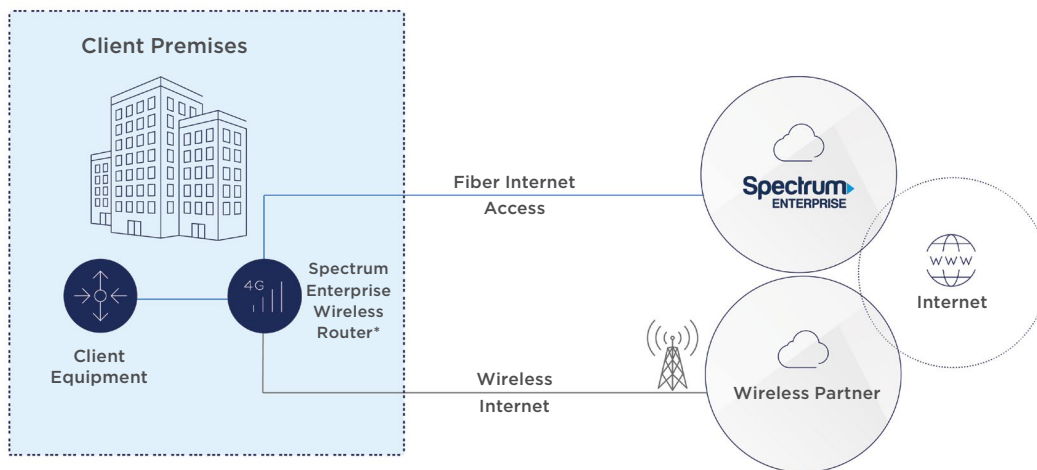 Client Premises
Fiber Internet
Access
Spectrum
ENTERPRISE
4G
Spectrum
Enterprise
Wireless
Router*
WWW
Internet
Client
Equipment
Wireless
Internet
Wireless Partner